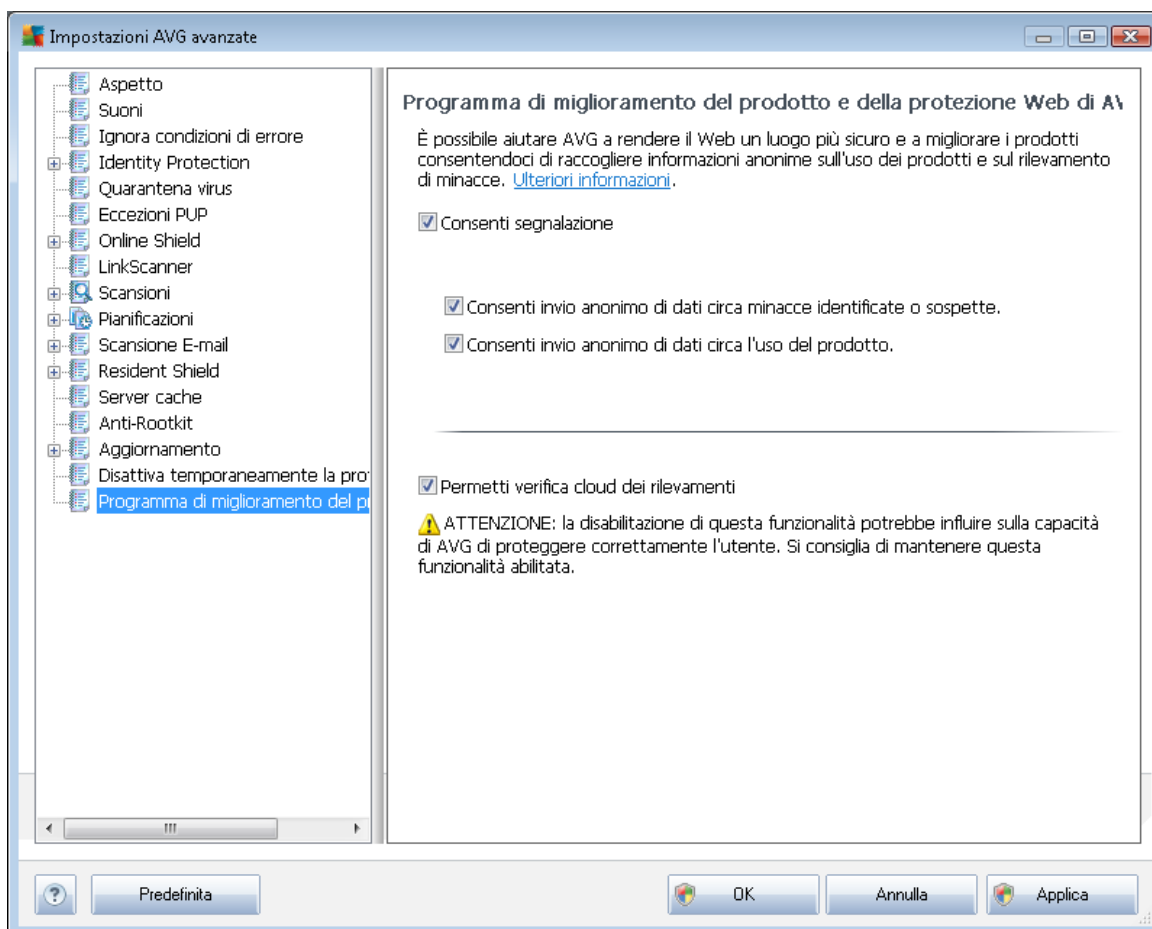 Impostazioni AVG avanzate
Aspetto
Suoni
Ignora condizioni di errore
Identity Protection
Quarantena virus
Eccezioni PUP
Online Shield
LinkScanner
Scansioni
Pianificazioni
Scansione E-mail
Resident Shield
Server cache
Anti-Rootkit
Aggiornamento
Disattiva temporaneamente la pro
Programma di miglioramento del p
Programma di miglioramento del prodotto e della protezione Web di AV
È possibile aiutare AVG a rendere il Web un luogo più sicuro e a migliorare i prodotti
consentendoci di raccogliere informazioni anonime sull'uso dei prodotti e sul rilevamento
di minacce. Ulteriori informazioni.
Consenti segnalazione
Consenti invio anonimo di dati circa minacce identificate o sospette.
Consenti invio anonimo di dati circa l'uso del prodotto.
Permetti verifica cloud dei rilevamenti
ATTENZIONE: la disabilitazione di questa funzionalità potrebbe influire sulla capacità
di AVG di proteggere correttamente l'utente. Si consiglia di mantenere questa
funzionalità abilitata.
? Predefinita OK Annulla Applica